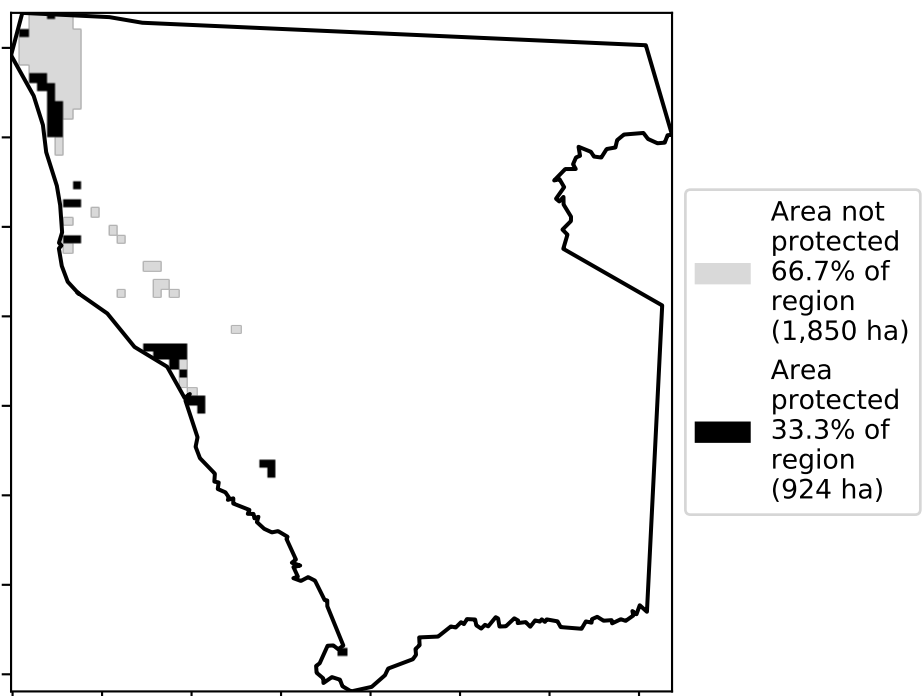 Area not
protected
66.7% of
region
(1,850 ha)
Area
protected
33.3% of
region
(924 ha)